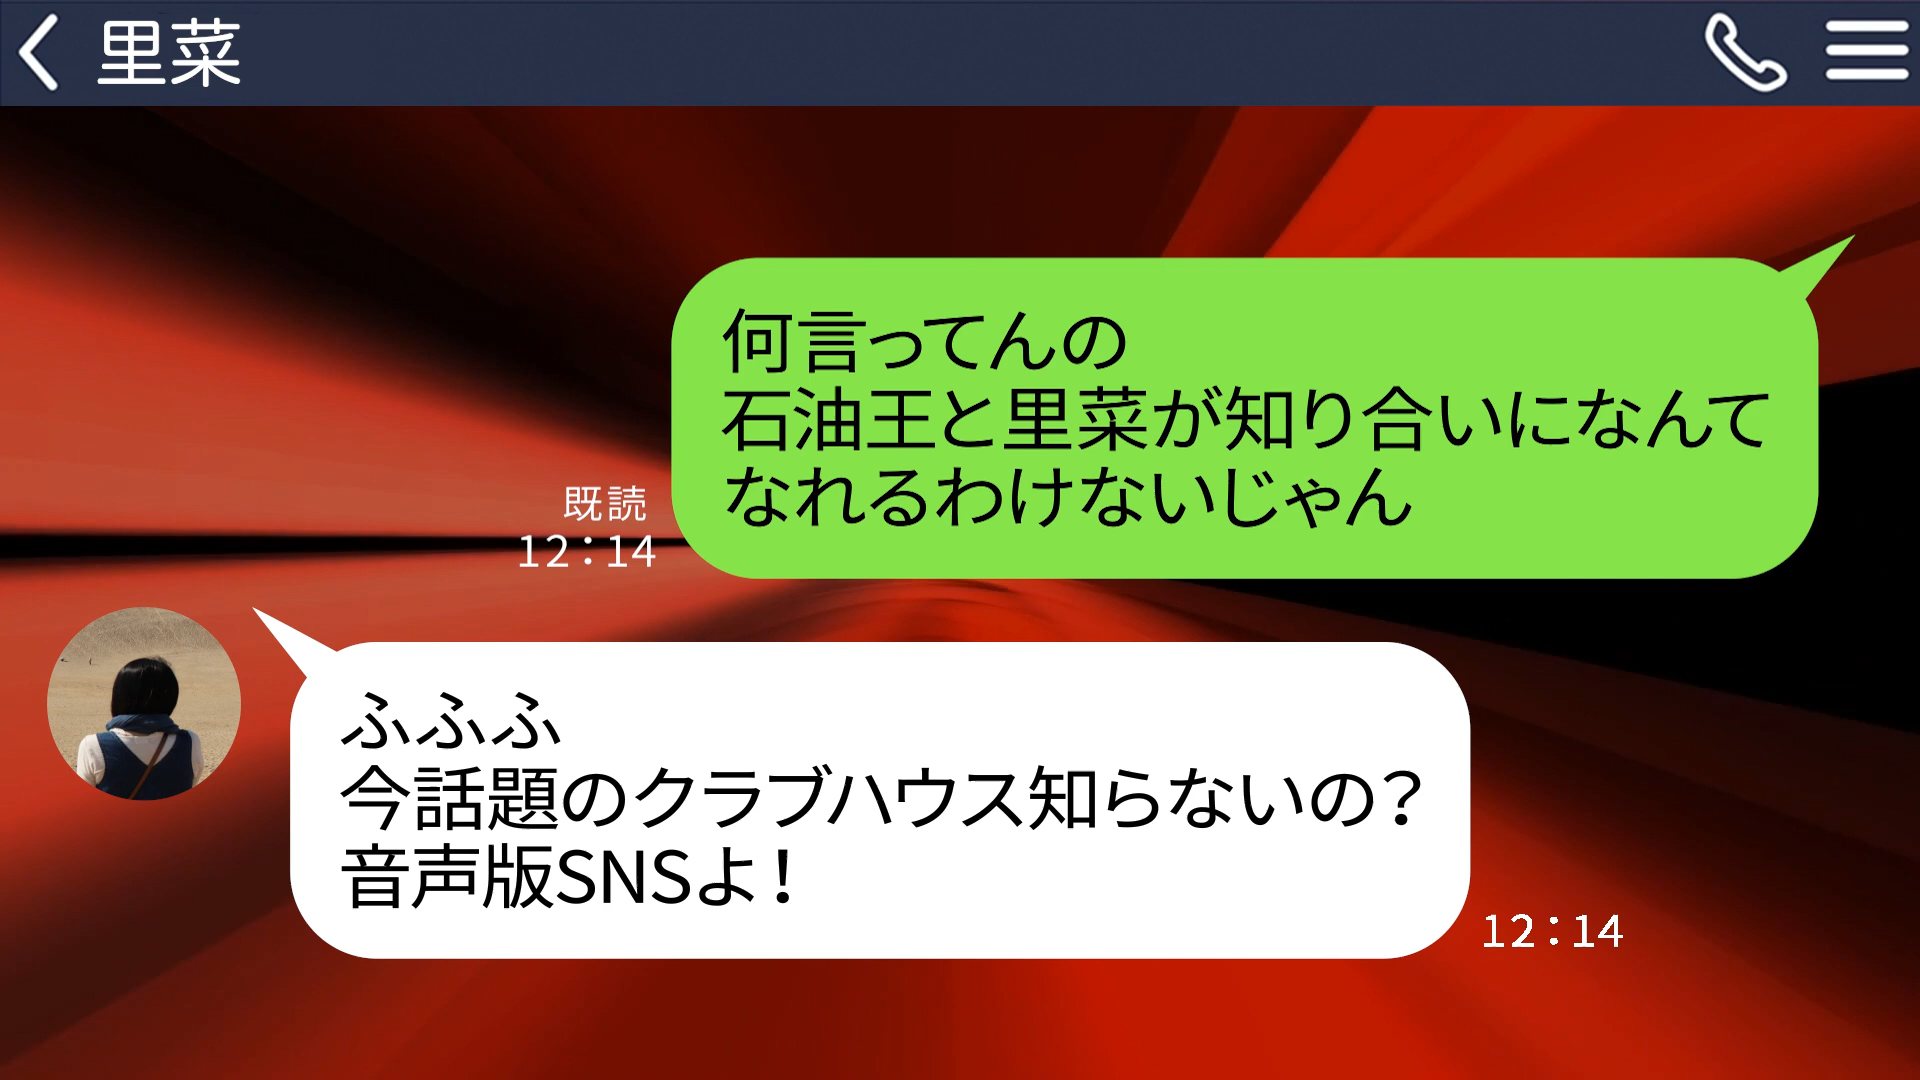 里菜
何言ってんの
石油王と里菜が知り合いになんて
なれるわけないじゃん
既読
12:14
ふふふ
今話題のクラブハウス知らないの？
音声版SNSよ！
12:14